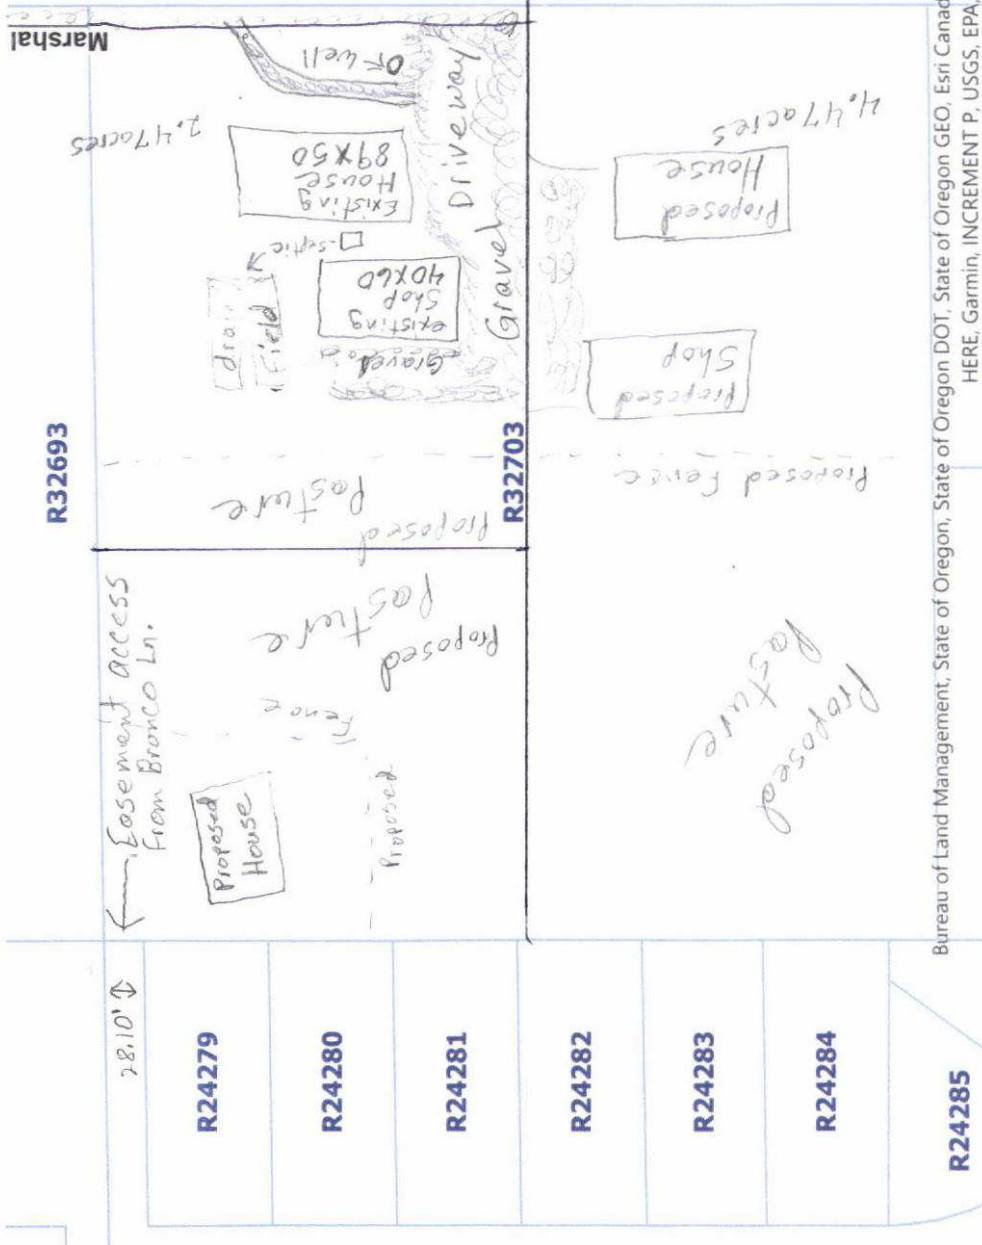 Marshal
R32693
R32703
R24279
R24280
R24281
R24282
R24283
R24284
R24285
28.10'
Easement access
From Bronco Ln.
2.47 acres
well
Existing
House
89X50
septic
drain
Field
existing
Shop
40X60
Gravel
Gravel Driveway
Proposed
Pasture
Proposed
Pasture
Fence
Proposed
Proposed
House
4.47 acres
Proposed
House
Proposed
Shop
Proposed Fence
Proposed
Pasture
Bureau of Land Management, State of Oregon, State of Oregon DOT, State of Oregon GEO, Esri Canad
HERE, Garmin, INCREMENT P, USGS, EPA,